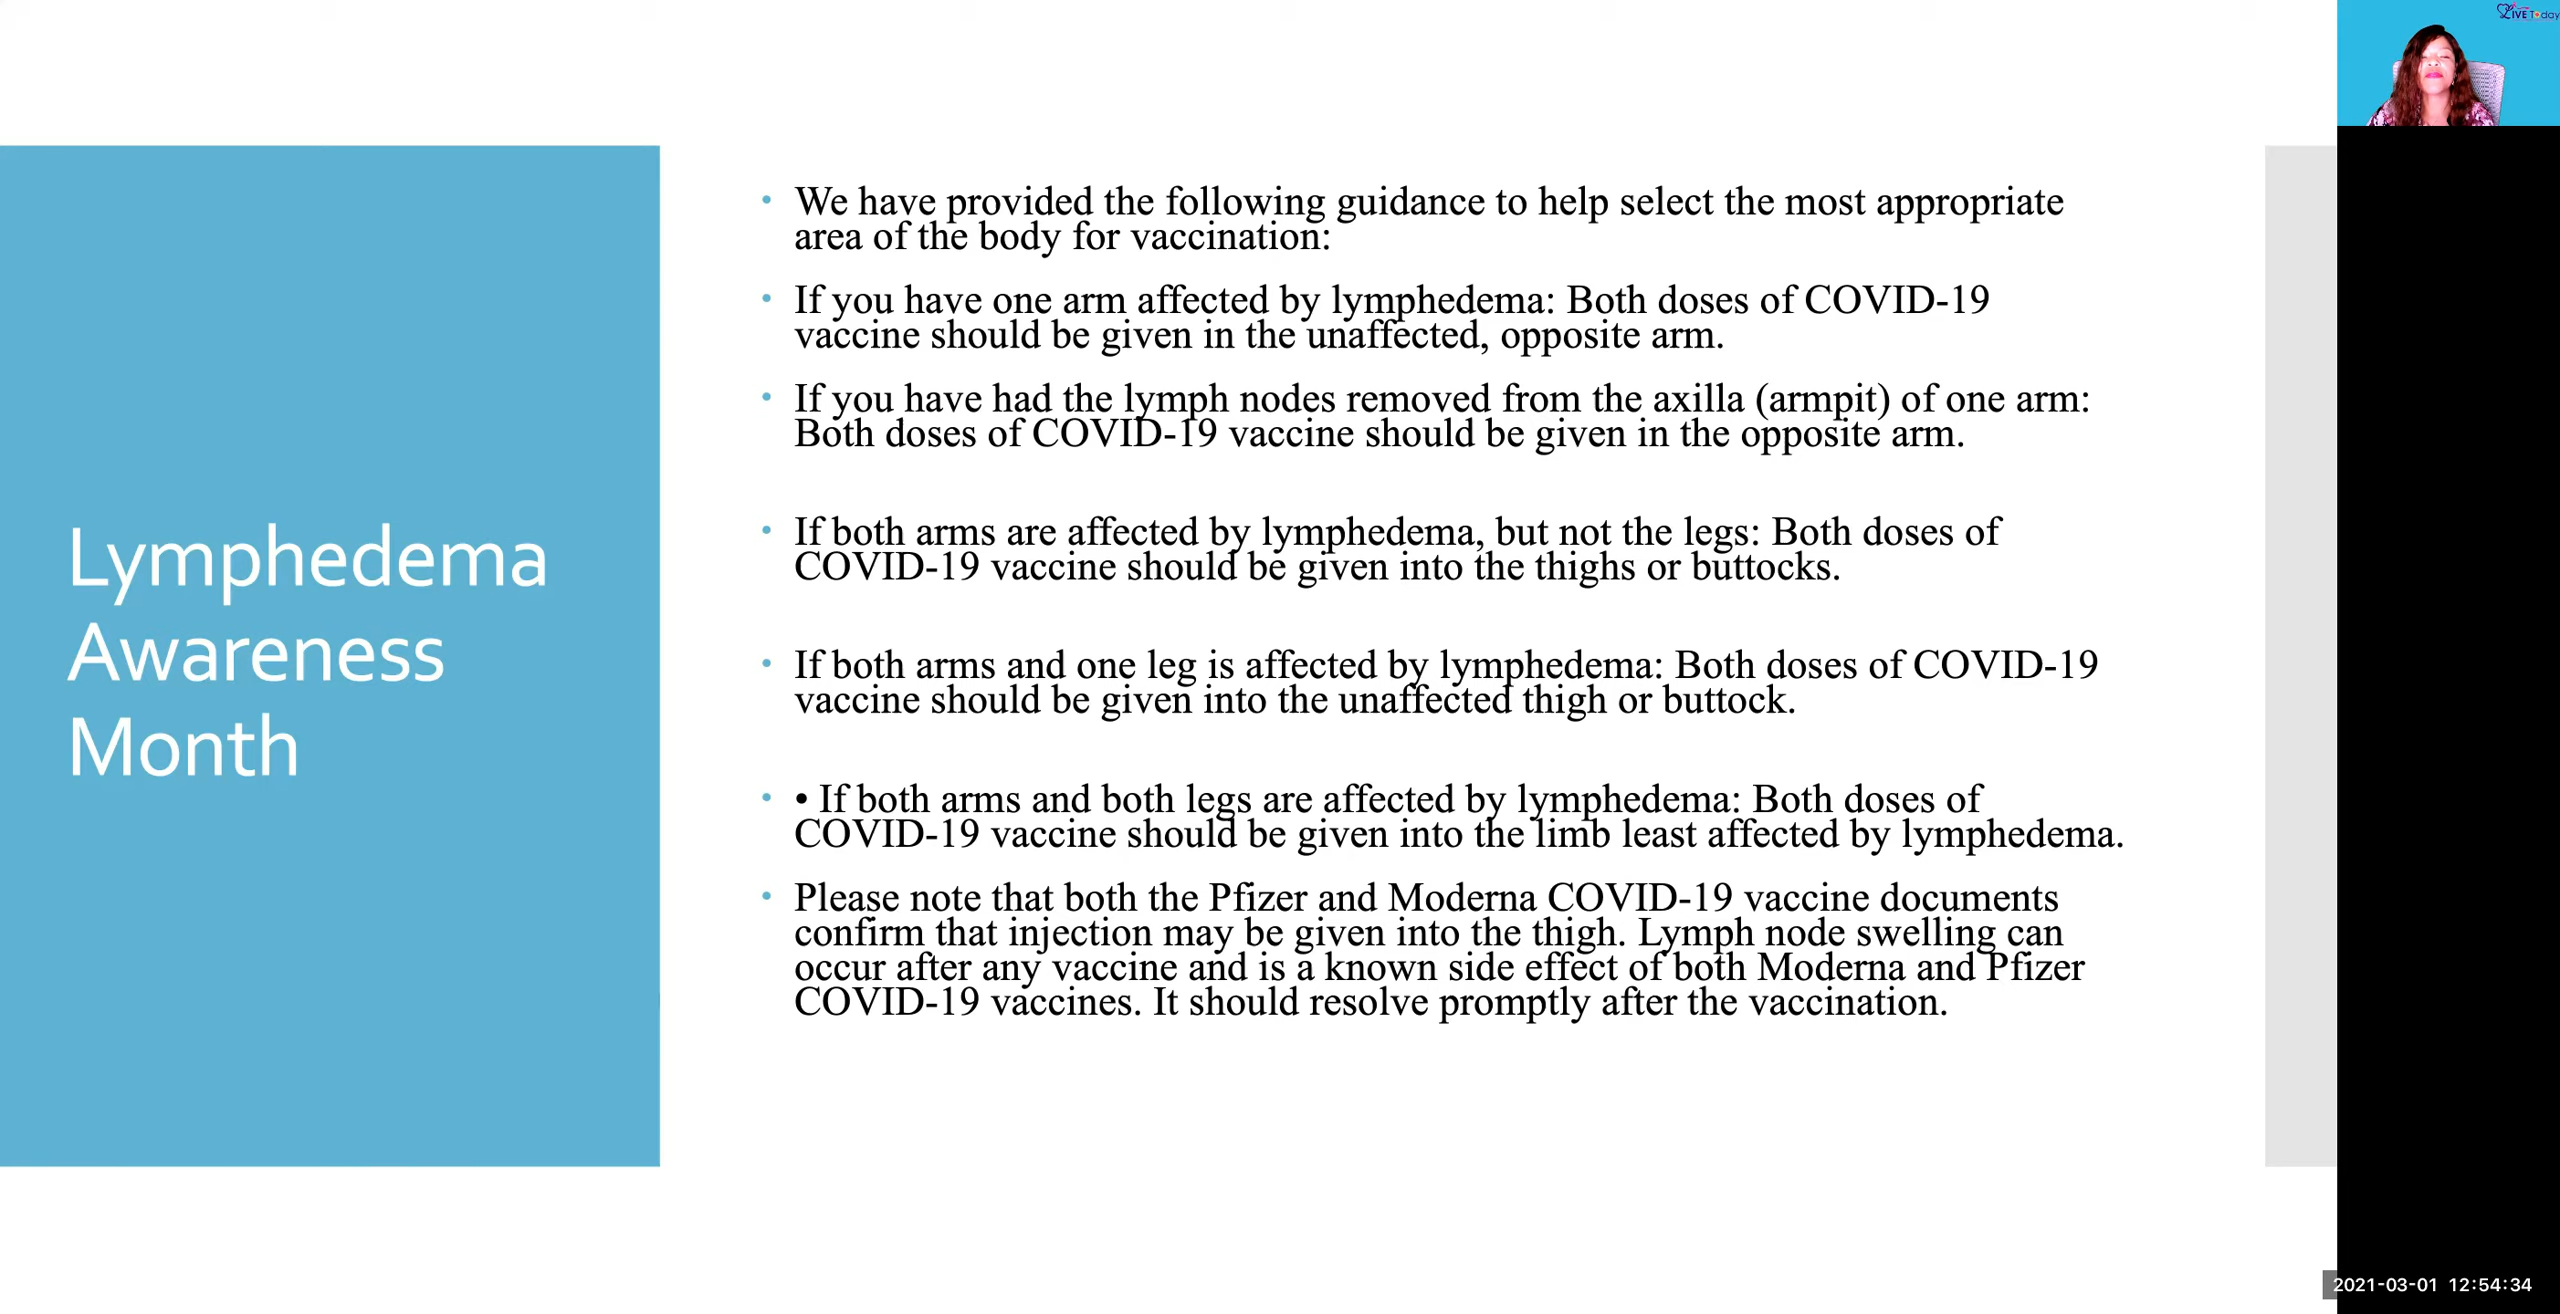 LIVE Today
Lymphedema
Awareness
Month
• We have provided the following guidance to help select the most appropriate
area of the body for vaccination:
• If you have one arm affected by lymphedema: Both doses of COVID-19
vaccine should be given in the unaffected, opposite arm.
• If you have had the lymph nodes removed from the axilla (armpit) of one arm:
Both doses of COVID-19 vaccine should be given in the opposite arm.
• If both arms are affected by lymphedema, but not the legs: Both doses of
COVID-19 vaccine should be given into the thighs or buttocks.
• If both arms and one leg is affected by lymphedema: Both doses of COVID-19
vaccine should be given into the unaffected thigh or buttock.
• • If both arms and both legs are affected by lymphedema: Both doses of
COVID-19 vaccine should be given into the limb least affected by lymphedema.
• Please note that both the Pfizer and Moderna COVID-19 vaccine documents
confirm that injection may be given into the thigh. Lymph node swelling can
occur after any vaccine and is a known side effect of both Moderna and Pfizer
COVID-19 vaccines. It should resolve promptly after the vaccination.
2021-03-01 12:54:34